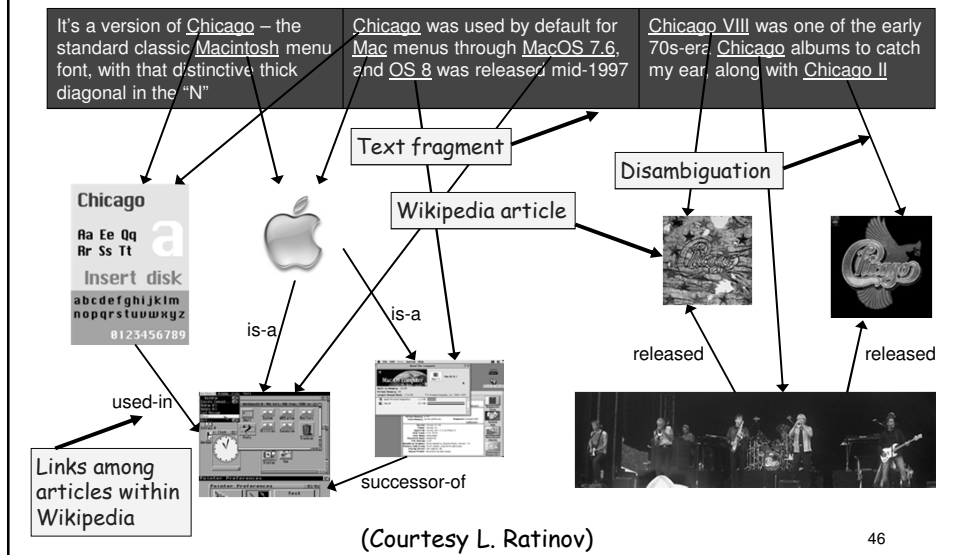 It's a version of Chicago – the
standard classic Macintosh menu
font, with that distinctive thick
diagonal in the "N"
Chicago was used by default for
Mac menus through MacOS 7.6,
and OS 8 was released mid-1997
Chicago VIII was one of the early
70s-era Chicago albums to catch
my ear, along with Chicago II
Text fragment
Disambiguation
Wikipedia article
Chicago
Aa Ee Qq
Rr Ss Tt
a
Insert disk
abcdefghijklm
nopqrstuvwxyz
0123456789
Chicago
Chicago
is-a
is-a
released
released
used-in
Links among
articles within
Wikipedia
successor-of
(Courtesy L. Ratinov)
46